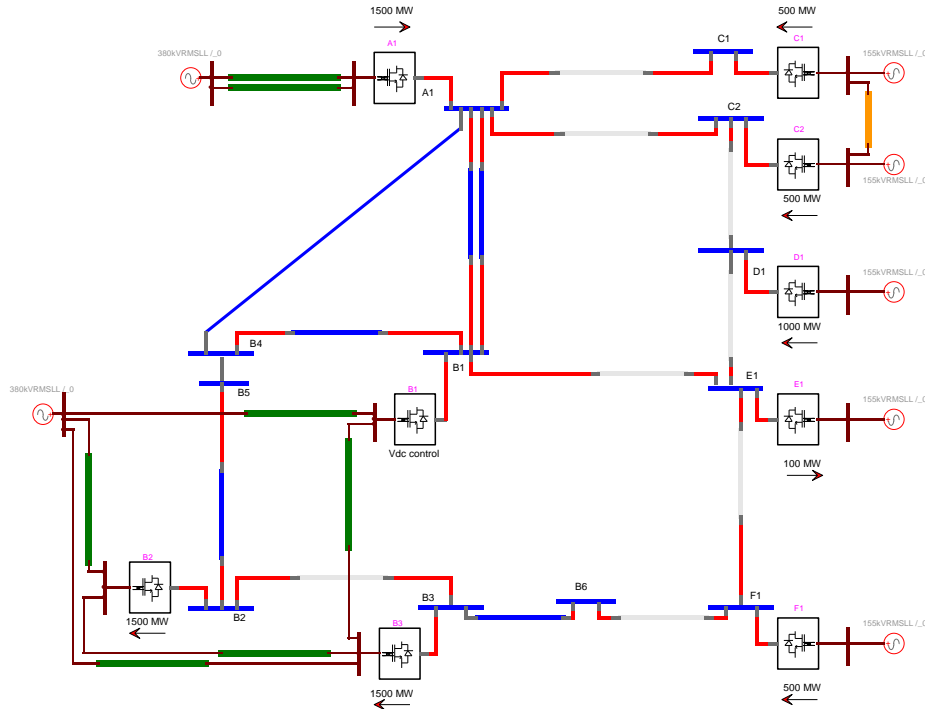 1500 MW
500 MW
A1
C1
C1
380kVRMSLL /_0
155kVRMSLL /_0
A1
C2
C2
155kVRMSLL /_0
500 MW
D1
D1
155kVRMSLL /_0
1000 MW
B4
B1
E1
E1
B5
B1
380kVRMSLL /_0
155kVRMSLL /_0
Vdc control
100 MW
B2
B6
B3
F1
F1
B2
1500 MW
B3
155kVRMSLL /_0
1500 MW
500 MW